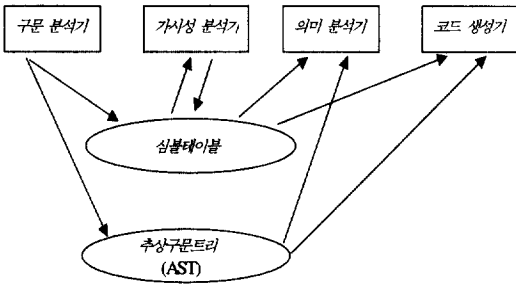 구문 분석기
가시성 분석기
의미 분석기
코드 생성기
심볼테이블
추상구문트리
(AST)